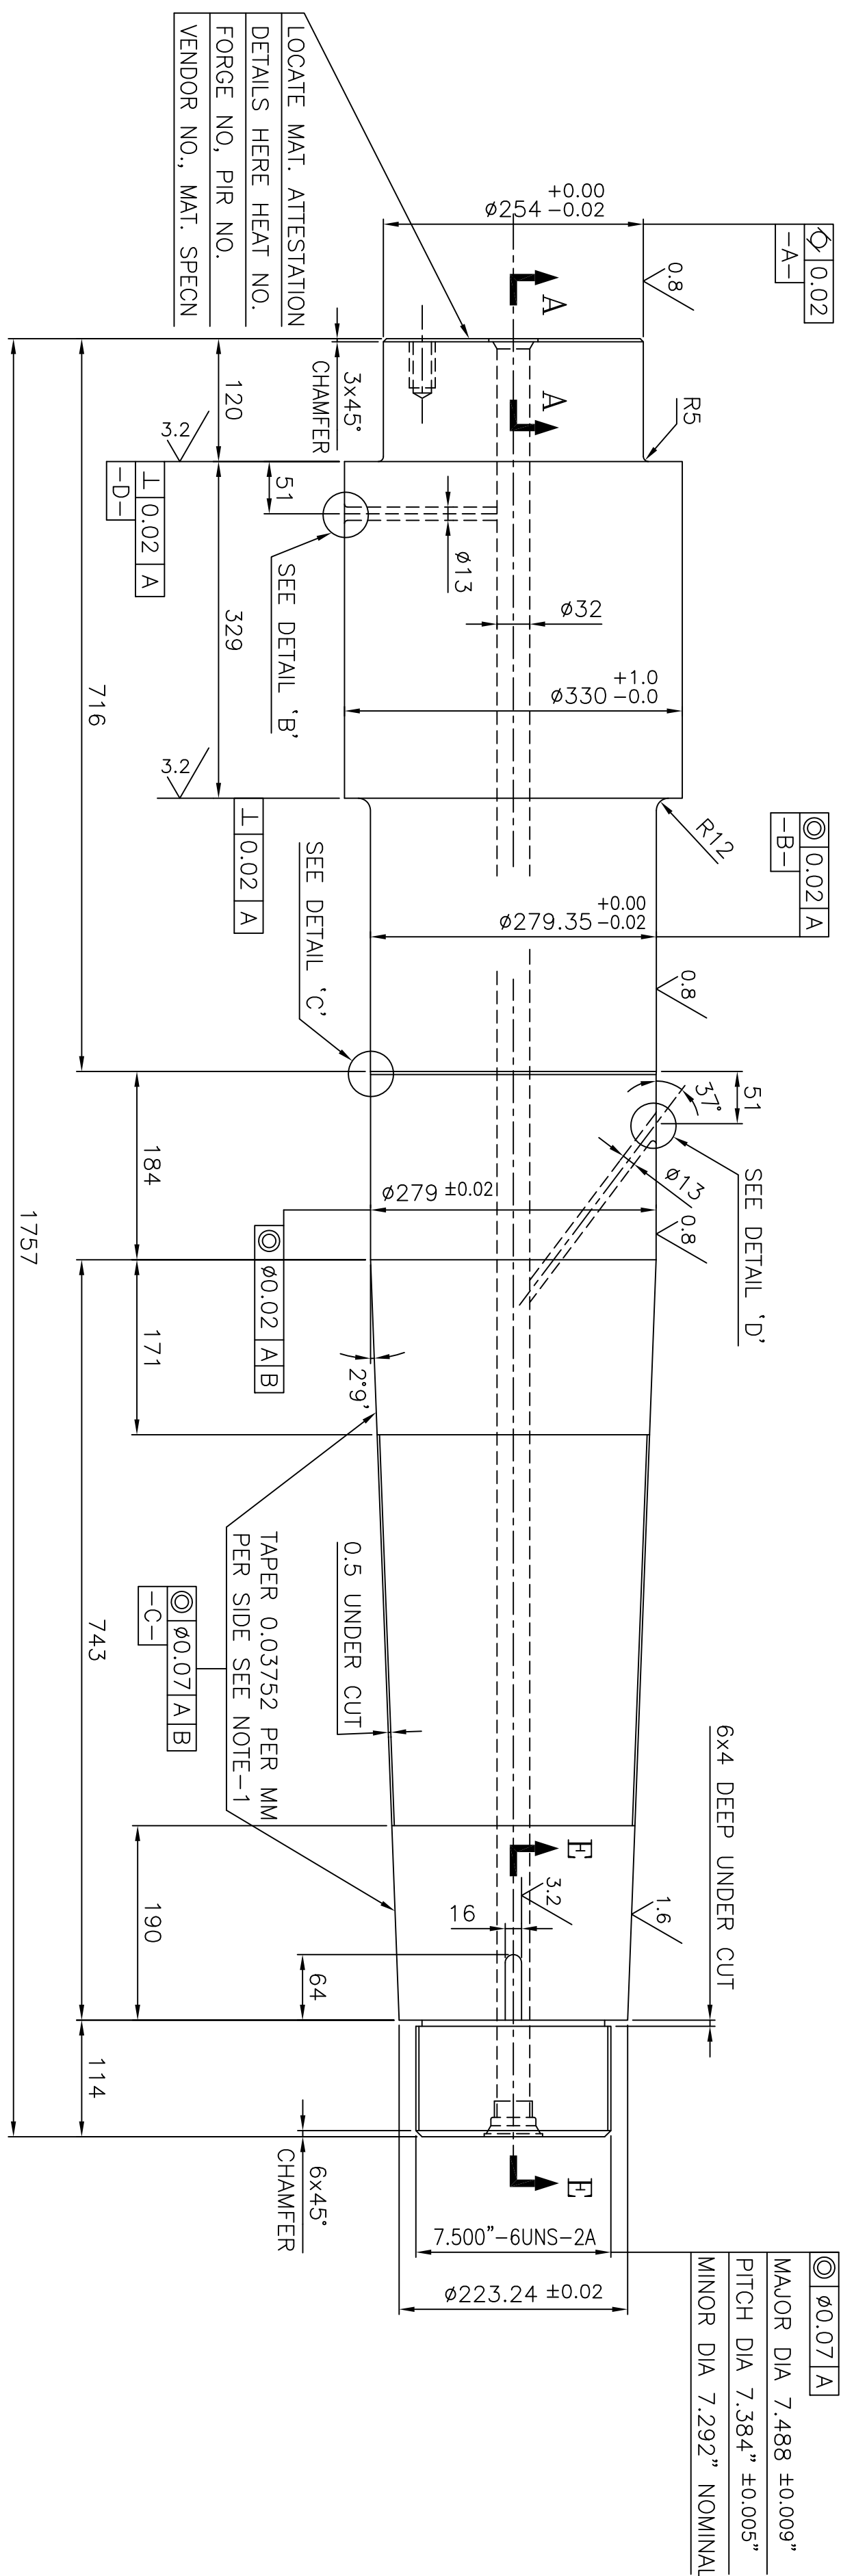 LOCATE MAT. ATTESTATION
DETAILS HERE HEAT NO.
FORGE NO, PIR NO.
VENDOR NO., MAT. SPECN
⌭ 0.02
-A-
+0.00
ø254 -0.02
0.8
A
A
R5
3x45°
CHAMFER
120
3.2
⊥ 0.02 A
-D-
51
SEE DETAIL 'B'
ø13
ø32
+1.0
ø330 -0.0
329
716
3.2
⊥ 0.02 A
R12
◎ 0.02 A
-B-
+0.00
ø279.35 -0.02
0.8
SEE DETAIL 'C'
51
37°
SEE DETAIL 'D'
ø13
0.8
ø279 ±0.02
◎ ø0.02 A B
184
171
2°9'
1757
TAPER 0.03752 PER MM
PER SIDE SEE NOTE-1
◎ ø0.07 A B
-C-
0.5 UNDER CUT
743
190
6x4 DEEP UNDER CUT
1.6
E
E
3.2
16
64
114
6x45°
CHAMFER
7.500"-6UNS-2A
ø223.24 ±0.02
◎ ø0.07 A
MAJOR DIA 7.488 ±0.009"
PITCH DIA 7.384" ±0.005"
MINOR DIA 7.292" NOMINAL